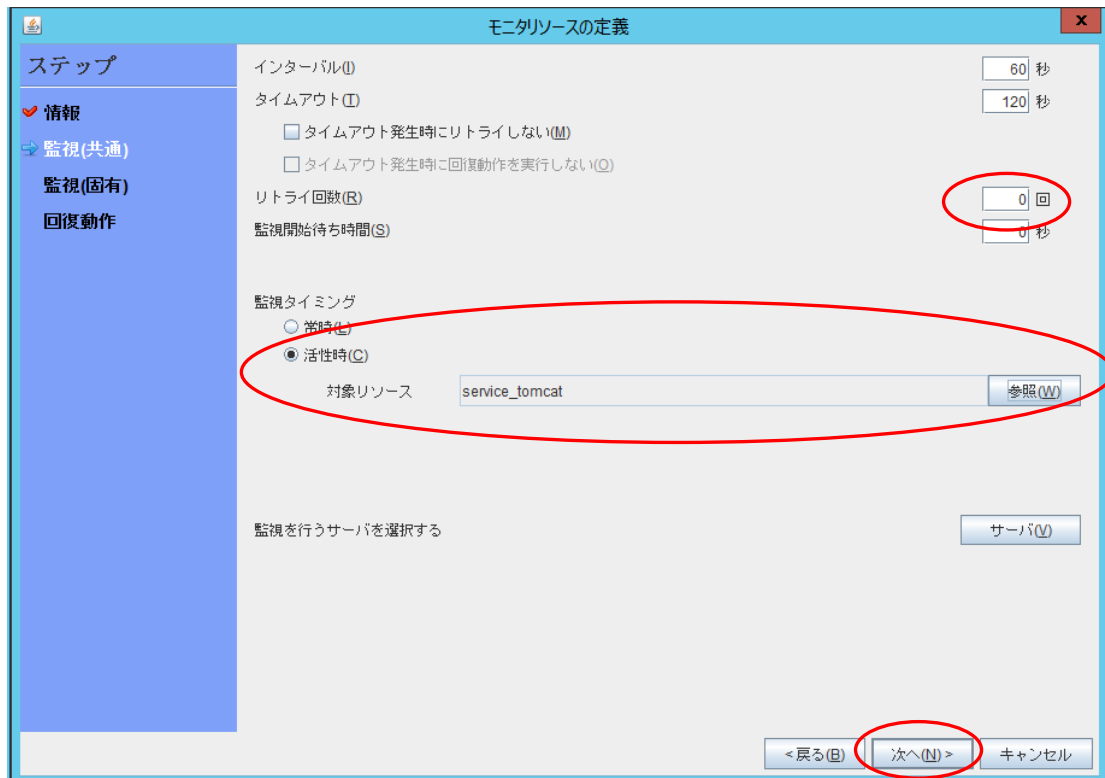 モニタリソースの定義
x
ステップ
情報
監視(共通)
監視(固有)
回復動作
インターバル(I) 60 秒
タイムアウト(T) 120 秒
タイムアウト発生時にリトライしない(M)
タイムアウト発生時に回復動作を実行しない(O)
リトライ回数(R) 0 回
監視開始待ち時間(S) 0 秒
監視タイミング
常時(L)
活性時(C)
対象リソース service_tomcat 参照(W)
監視を行うサーバを選択する サーバ(V)
<戻る(B) 次へ(N) > キャンセル